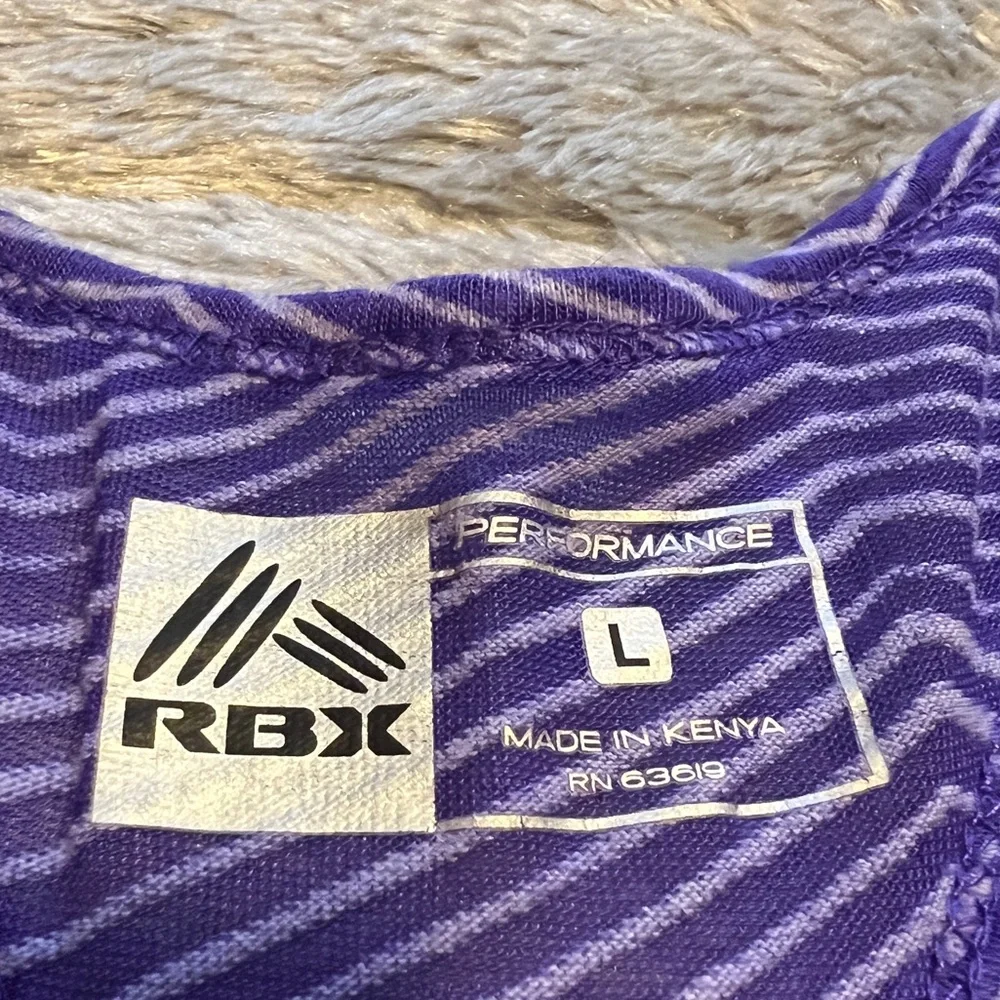 RBX
PERFORMANCE
L
MADE IN KENYA
RN 63619